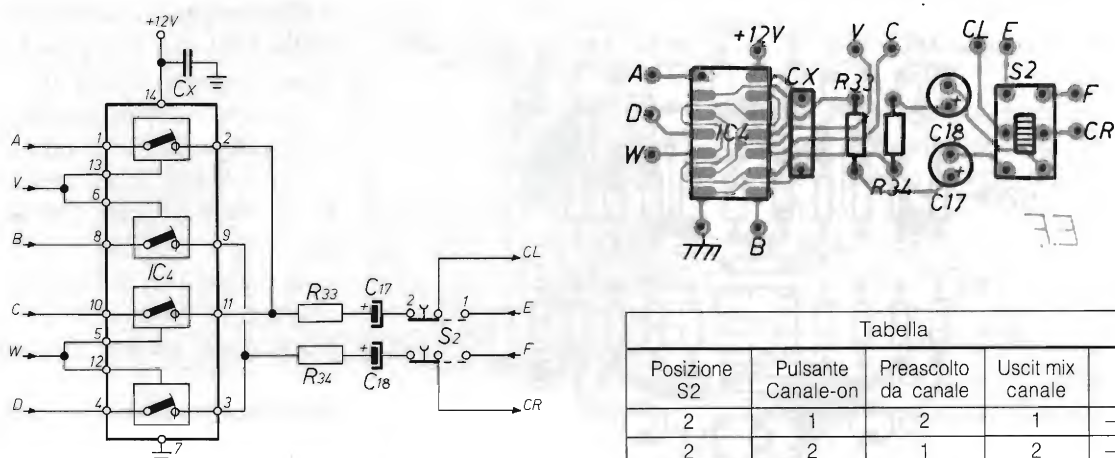 +12V
Cx
14
A 1 2
13
V
6
B 8 9
IC4
C 10 11
5
W
12
D 4 3
7
R33 C17 + 2 1 E
CL
S2
R34 C18 + F
CR
+12V V C CL E
A CX R33 S2 F
D IC4 + C18 CR
W + C17
R34
B
33
Tabella
Posizione S2 Pulsante Canale-on Preascolto da canale Uscit mix canale
2 1 2 1 –
2 2 1 2 –